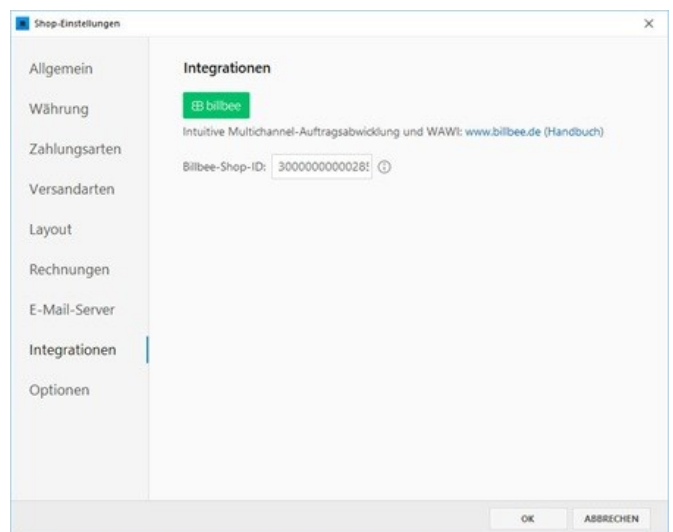 Shop-Einstellungen
Allgemein
Währung
Zahlungsarten
Versandarten
Layout
Rechnungen
E-Mail-Server
Integrationen
Optionen
Integrationen
billbee
Intuitive Multichannel-Auftragsabwicklung und WAWI: www.billbee.de (Handbuch)
Billbee-Shop-ID:
OK ABBRECHEN